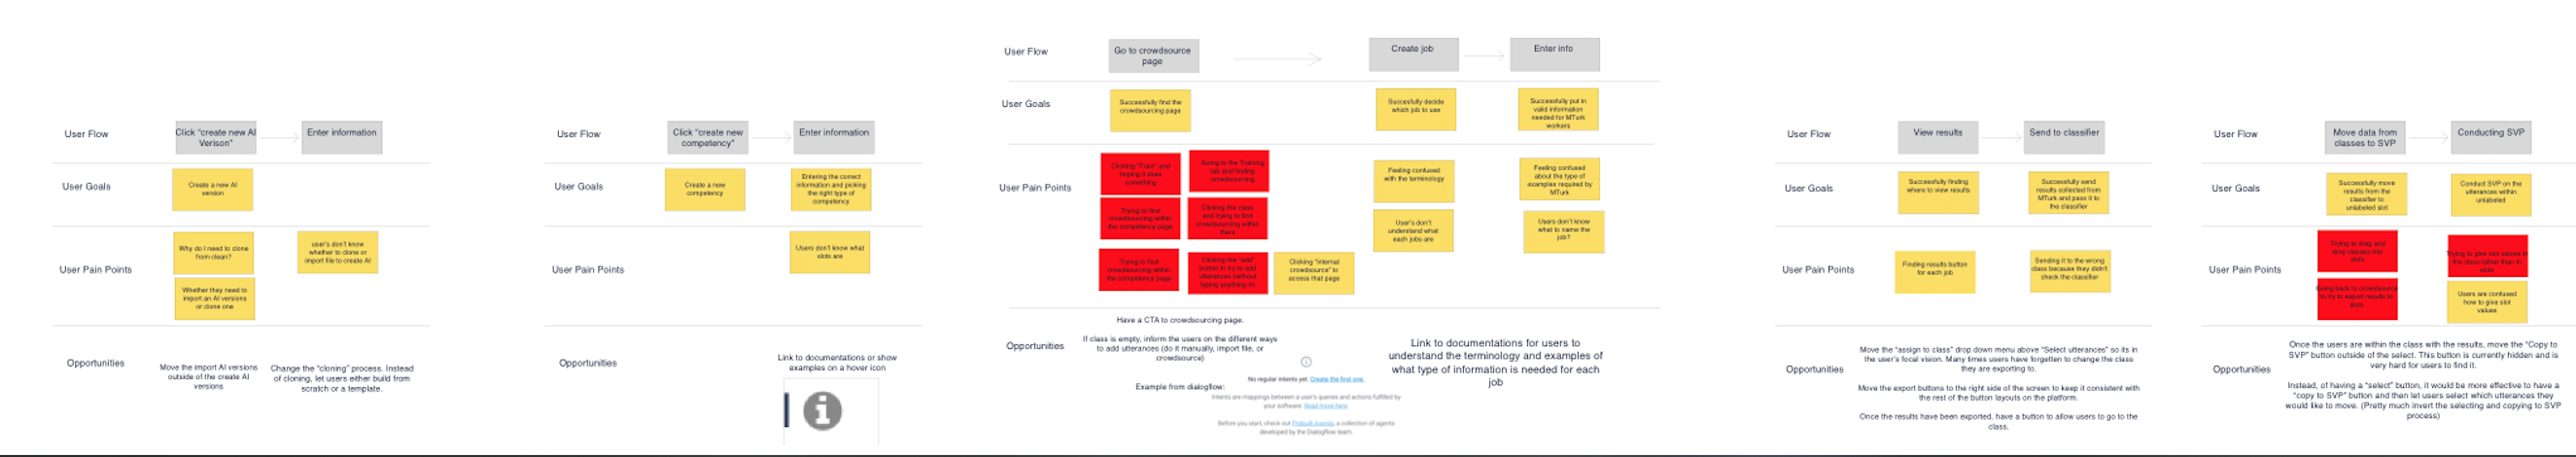 User Flow
Click "create new AI
Verison"
Enter information
User Goals
Create a new AI
version
User Pain Points
Why do I need to clone
from clean?
user's don't know
whether to clone or
import file to create AI
Whether they need to
import an AI versions
or clone one
Opportunities
Move the import AI versions
outside of the create AI
versions
Change the "cloning" process. Instead
of cloning, let users either build from
scratch or a template.
User Flow
Click "create new
competency"
Enter information
User Goals
Create a new
competency
Entering the correct
information and picking
the right type of
competency
User Pain Points
Users don't know what
slots are
Opportunities
Link to documentations or show
examples on a hover icon
User Flow
Go to crowdsource
page
Create job
Enter info
User Goals
Successfully find the
crowdsourcing page
Succesfully decide
which job to use
Successfully put in
valid information
needed for MTurk
workers
User Pain Points
Clicking "Train" and
hoping it does
something
Going to the Training
tab and finding
crowdsourcing
Trying to find
crowdsourcing within
the competency page
Clicking the class
and trying to find
crowdsourcing within
there
Trying to find
crowdsourcing within
the competency page
Clicking the "add"
button to try to add
utterances (without
typing anything in)
Clicking "internal
crowdsource" to
access that page
Feeling confused
with the terminology
User's don't
understand what
each jobs are
Feeling confused
about the type of
examples required by
MTurk
Users don't know
what to name the
job?
Opportunities
Have a CTA to crowdsourcing page.
If class is empty, inform the users on the different ways
to add utterances (do it manually, import file, or
crowdsource)
Example from dialogflow:
No regular intents yet. Create the first one.
Intents are mappings between a user's queries and actions fulfilled by
your software. Read more here.
Before you start, check out Prebuilt Agents, a collection of agents
developed by the Dialogflow team.
Link to documentations for users to
understand the terminology and examples of
what type of information is needed for each
job
User Flow
View results
Send to classifier
User Goals
Successfully finding
where to view results
Successfully send
results collected from
MTurk and pass it to
the classifier
User Pain Points
Finding results button
for each job
Sending it to the wrong
class because they didn't
check the classifier
Opportunities
Move the "assign to class" drop down menu above "Select utterances" so its in
the user's focal vision. Many times users have forgotten to change the class
they are exporting to.
Move the export buttons to the right side of the screen to keep it consistent with
the rest of the button layouts on the platform.
Once the results have been exported, have a button to allow users to go to the
class.
User Flow
Move data from
classes to SVP
Conducting SVP
User Goals
Successfully move
results from the
classifier to
unlabeled slot
Conduct SVP on the
utterances within
unlabeled
User Pain Points
Trying to drag and
drop classes into
slots
Trying to give slot values in
the class rather than in
slots
Going back to crowdsource
to try to export results to
slots
Users are confused
how to give slot
values
Opportunities
Once the users are within the class with the results, move the "Copy to
SVP" button outside of the select. This button is currently hidden and is
very hard for users to find it.
Instead, of having a "select" button, it would be more effective to have a
"copy to SVP" button and then let users select which utterances they
would like to move. (Pretty much invert the selecting and copying to SVP
process)